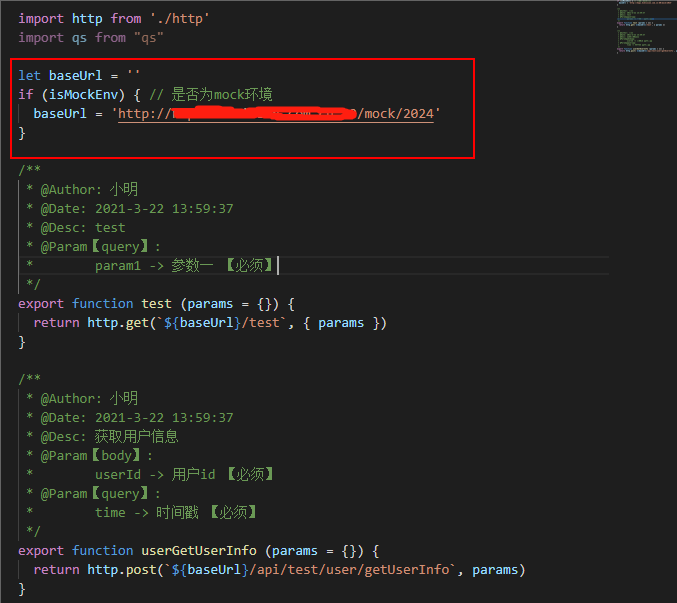 import http from './http'
import qs from "qs"
let baseUrl = ''
if (isMockEnv) { // 是否为mock环境
baseUrl = 'http:///mock/2024'
}
/**
* @Author: 小明
* @Date: 2021-3-22 13:59:37
* @Desc: test
* @Param【query】:
* param1 -> 参数一 【必须】
*/
export function test (params = {}) {
return http.get(`${baseUrl}/test`, { params })
}
/**
* @Author: 小明
* @Date: 2021-3-22 13:59:37
* @Desc: 获取用户信息
* @Param【body】:
* userId -> 用户id 【必须】
* @Param【query】:
* time -> 时间戳 【必须】
*/
export function userGetUserInfo (params = {}) {
return http.post(`${baseUrl}/api/test/user/getUserInfo`, params)
}